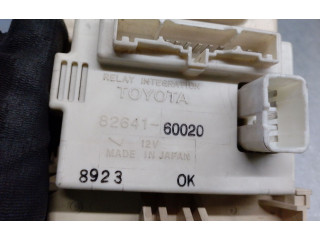 RELAY INTEGRATION
TOYOTA
82641-60020
12V
MADE IN JAPAN
8923 OK